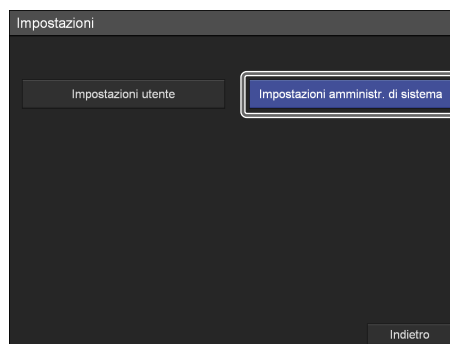 Impostazioni
Impostazioni utente
Impostazioni amministr. di sistema
Indietro